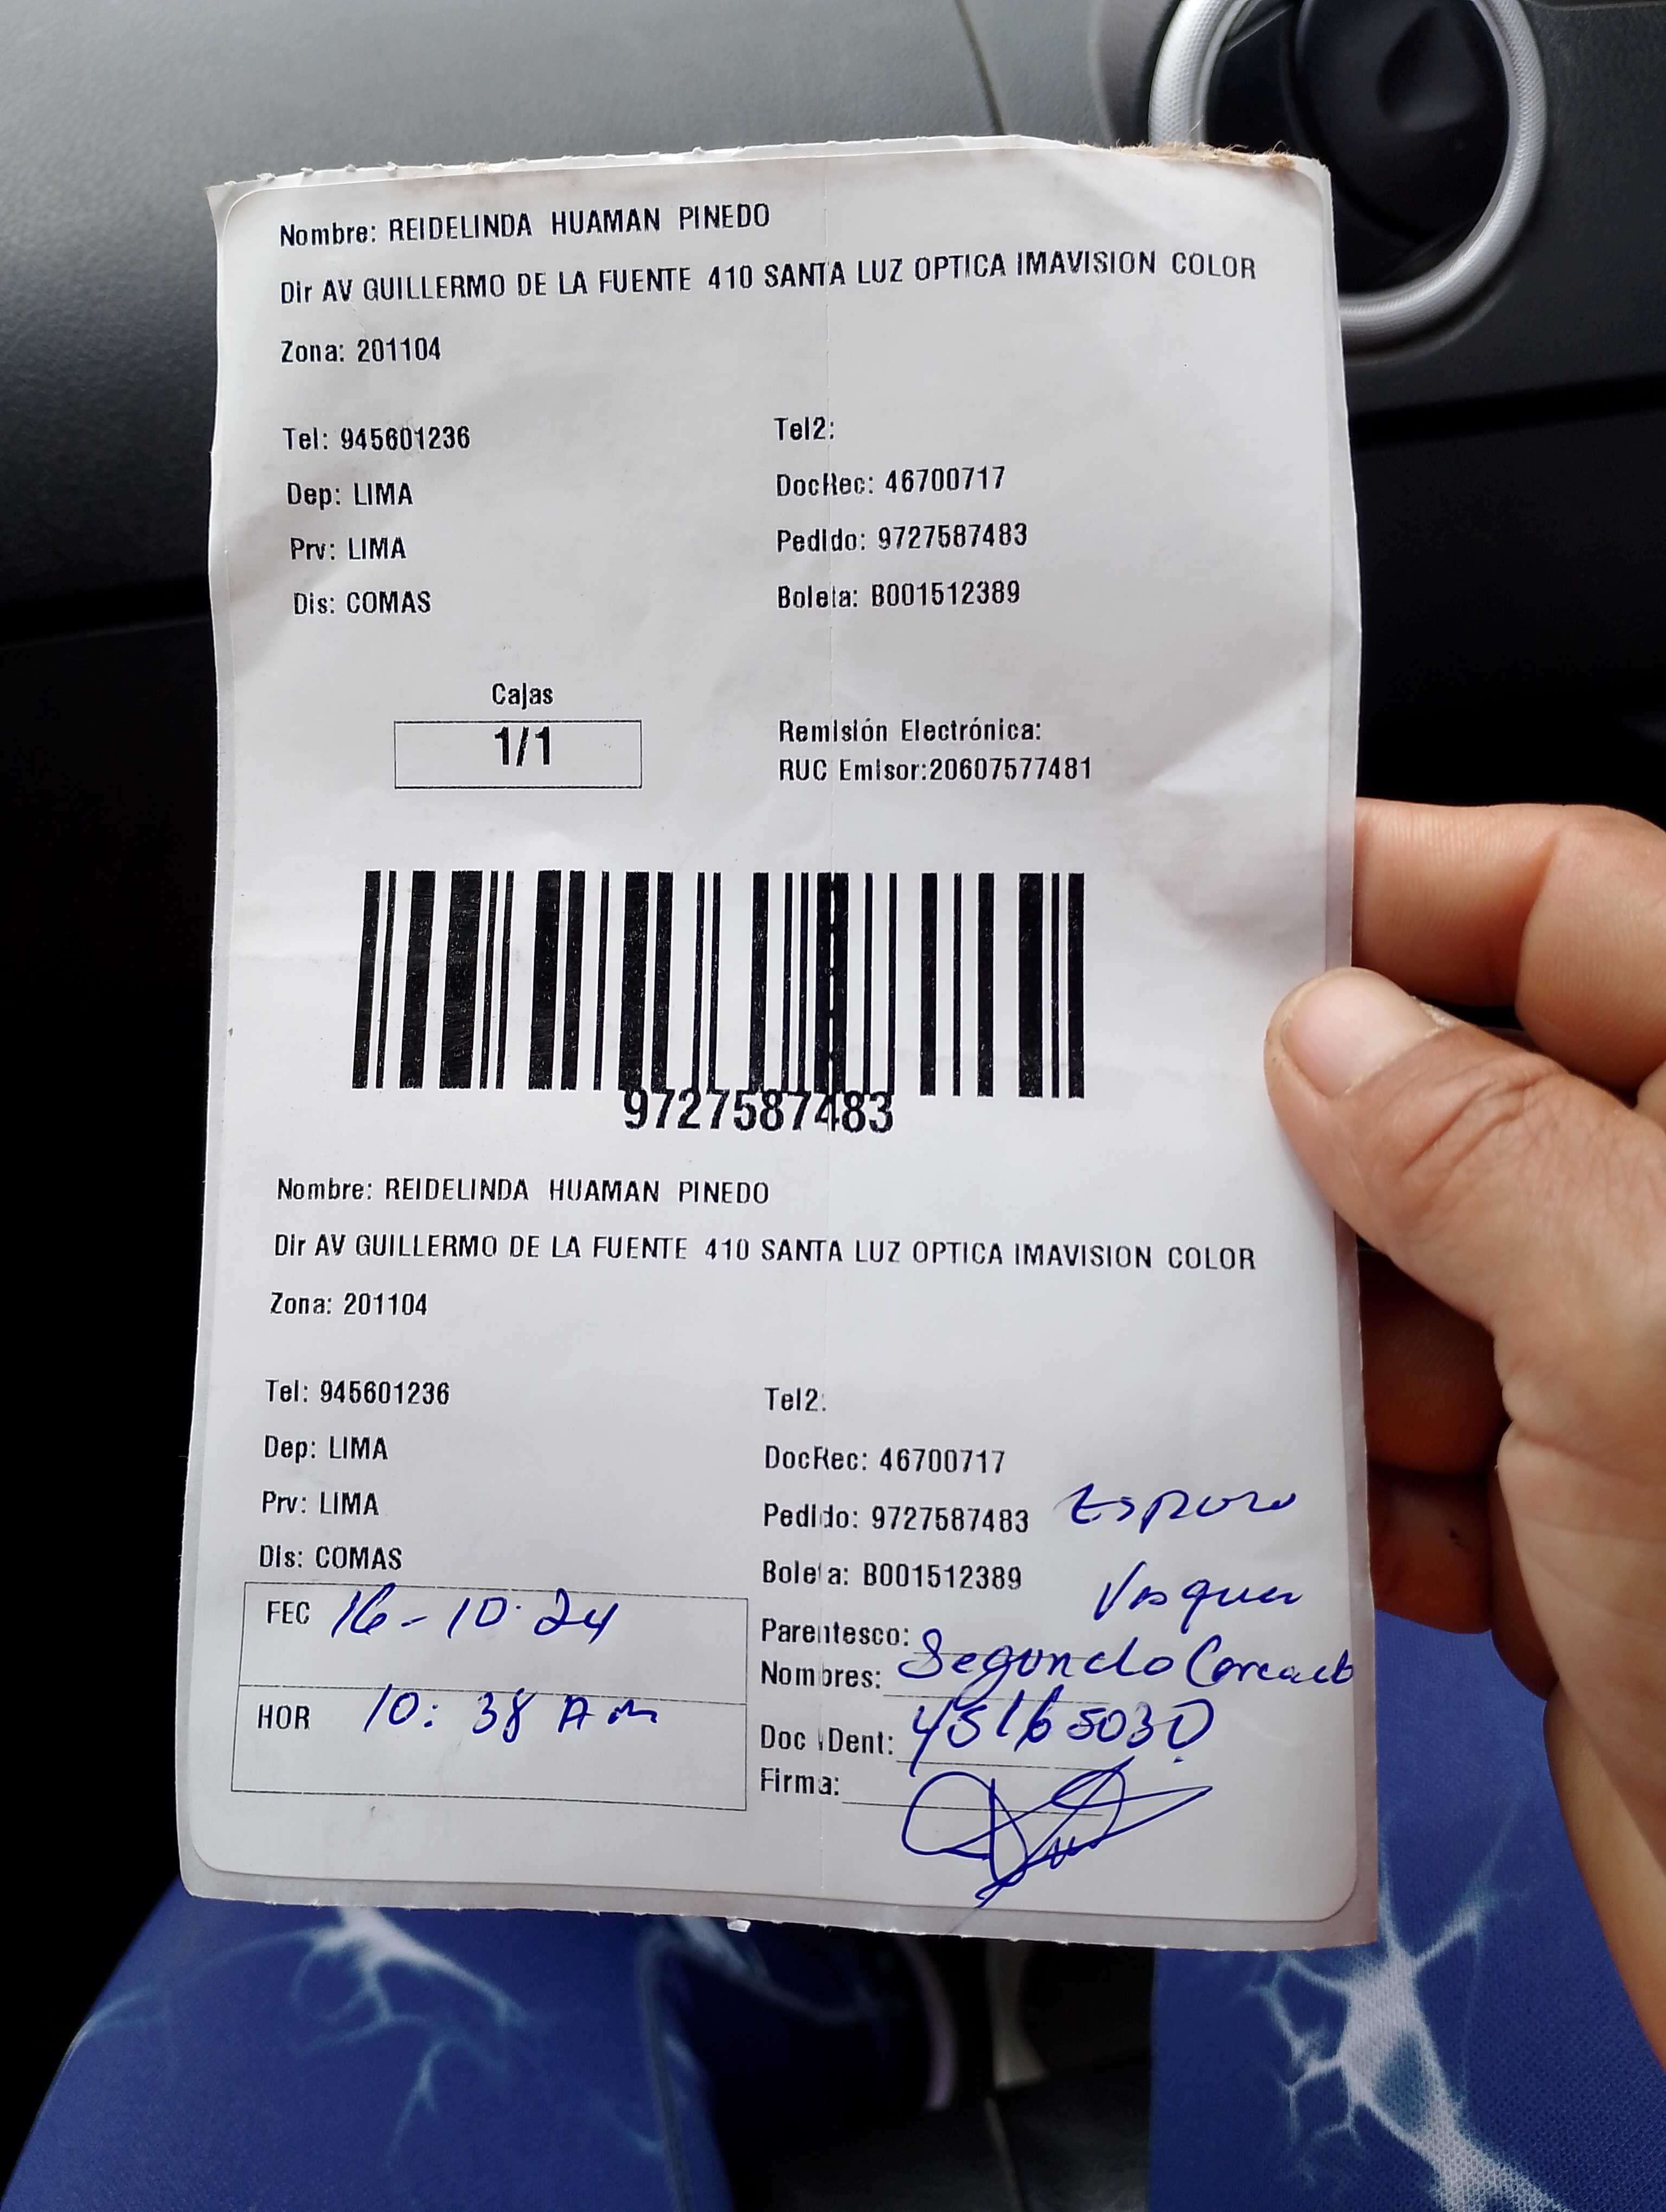 Nombre: REIDELINDA HUAMAN PINEDO
Dir AV GUILLERMO DE LA FUENTE 410 SANTA LUZ OPTICA IMAVISION COLOR
Zona: 201104
Tel: 945601236 Tel2:
Dep: LIMA DocRec: 46700717
Prv: LIMA Pedido: 9727587483
Dis: COMAS Boleta: B001512389
Cajas
1/1
Remisión Electrónica:
RUC Emisor:20607577481
9727587483
Nombre: REIDELINDA HUAMAN PINEDO
Dir AV GUILLERMO DE LA FUENTE 410 SANTA LUZ OPTICA IMAVISION COLOR
Zona: 201104
Tel: 945601236 Tel2:
Dep: LIMA DocRec: 46700717
Prv: LIMA Pedido: 9727587483 Esposo
Dis: COMAS Boleta: B001512389
FEC 16-10-24
Parentesco:
Nombres: Segundo
HOR 10:38 Am
Doc Dent: 45165030
Firma: